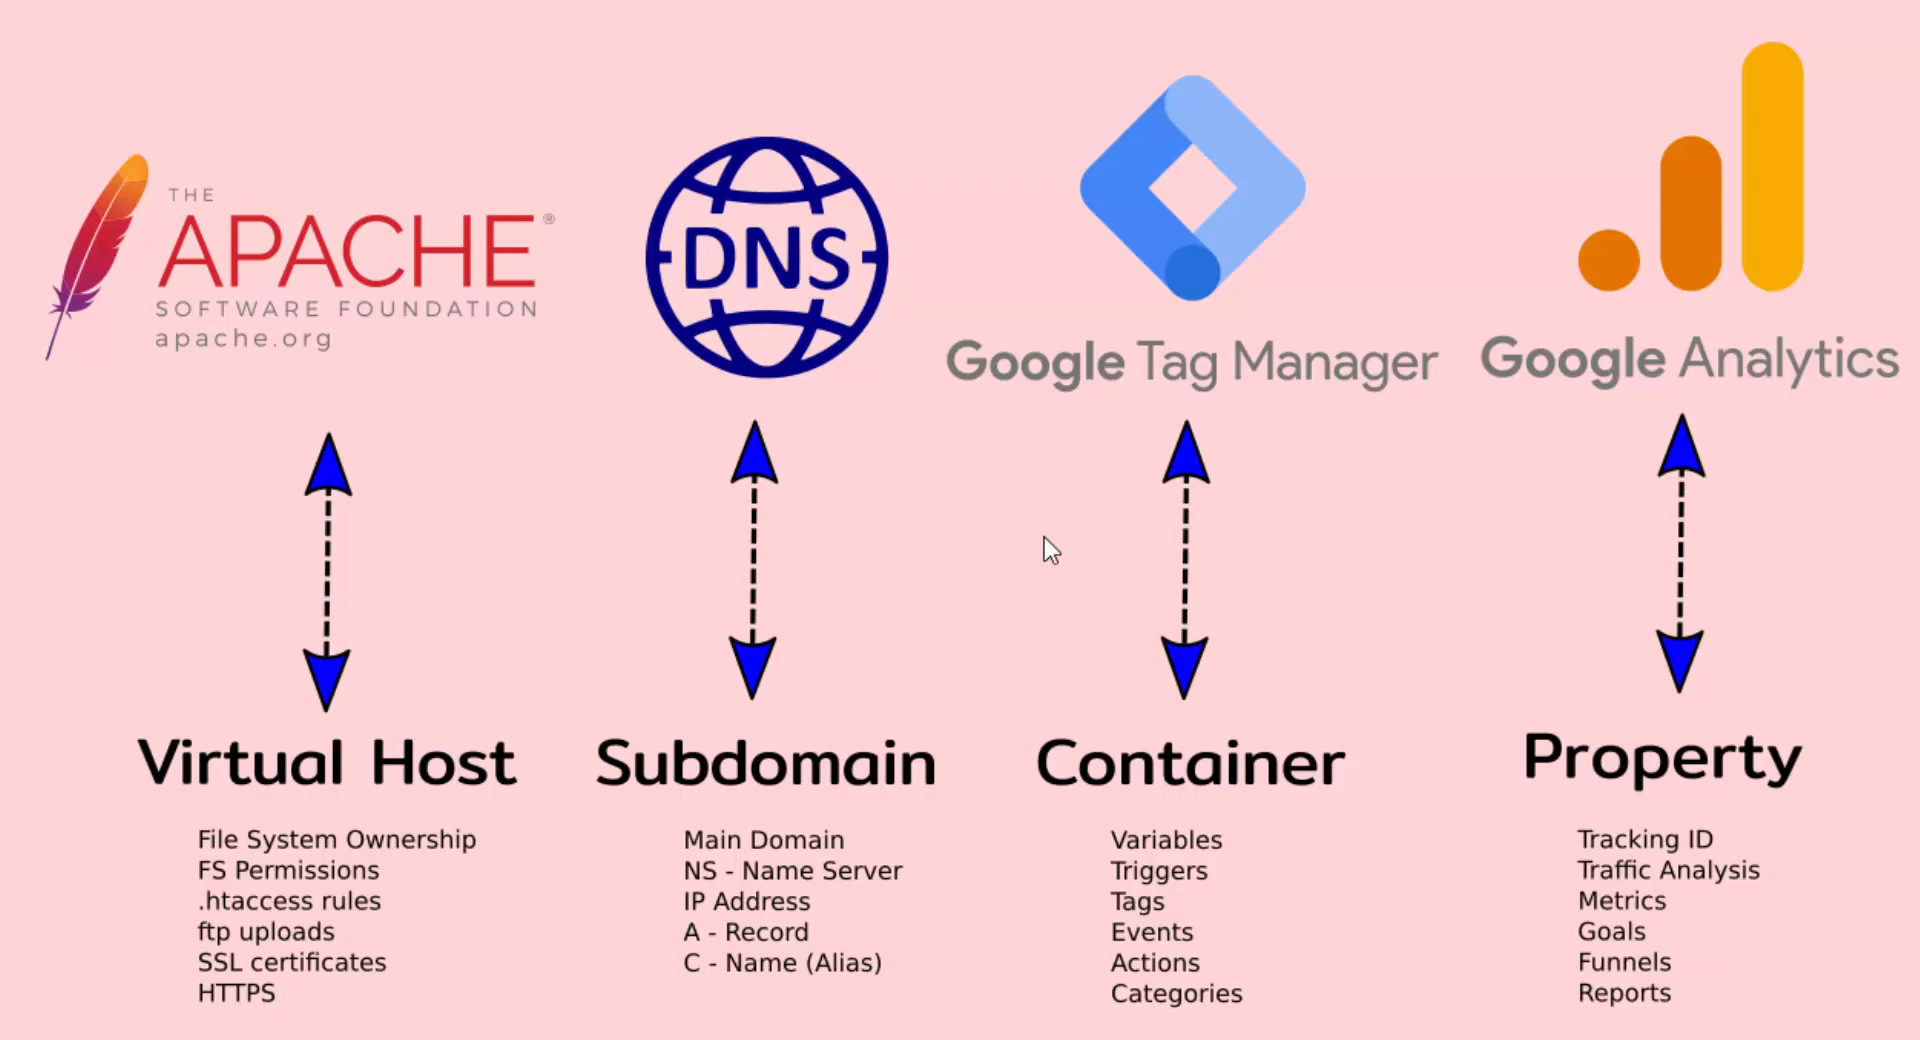 THE
APACHE®
SOFTWARE FOUNDATION
apache.org
DNS
Google Tag Manager
Google Analytics
Virtual Host
File System Ownership
FS Permissions
.htaccess rules
ftp uploads
SSL certificates
HTTPS
Subdomain
Main Domain
NS - Name Server
IP Address
A - Record
C - Name (Alias)
Container
Variables
Triggers
Tags
Events
Actions
Categories
Property
Tracking ID
Traffic Analysis
Metrics
Goals
Funnels
Reports